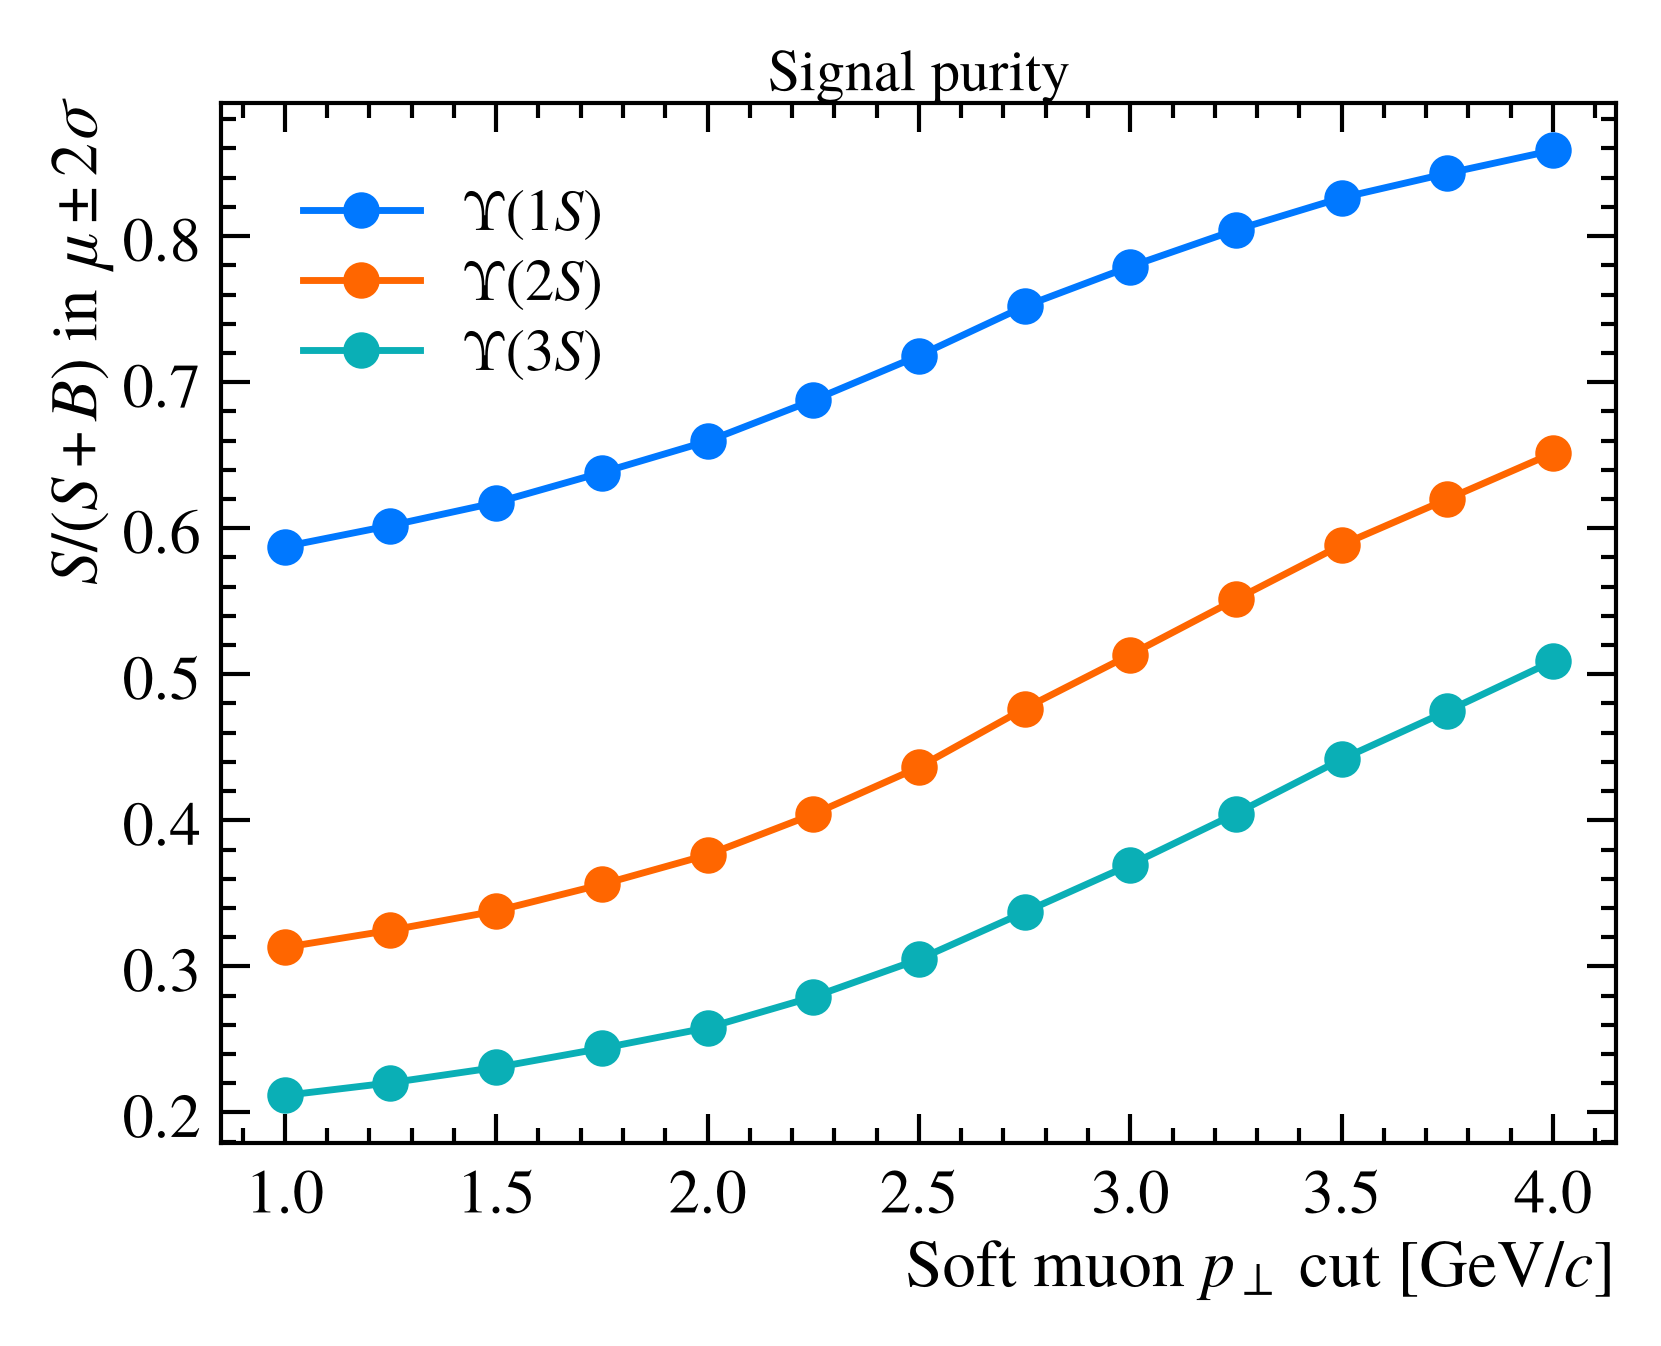 Signal purity
S/(S + B) in μ ± 2σ
ϒ(1S)
ϒ(2S)
ϒ(3S)
0.8
0.7
0.6
0.5
0.4
0.3
0.2
1.0 1.5 2.0 2.5 3.0 3.5 4.0
Soft muon p⊥ cut [GeV/c]